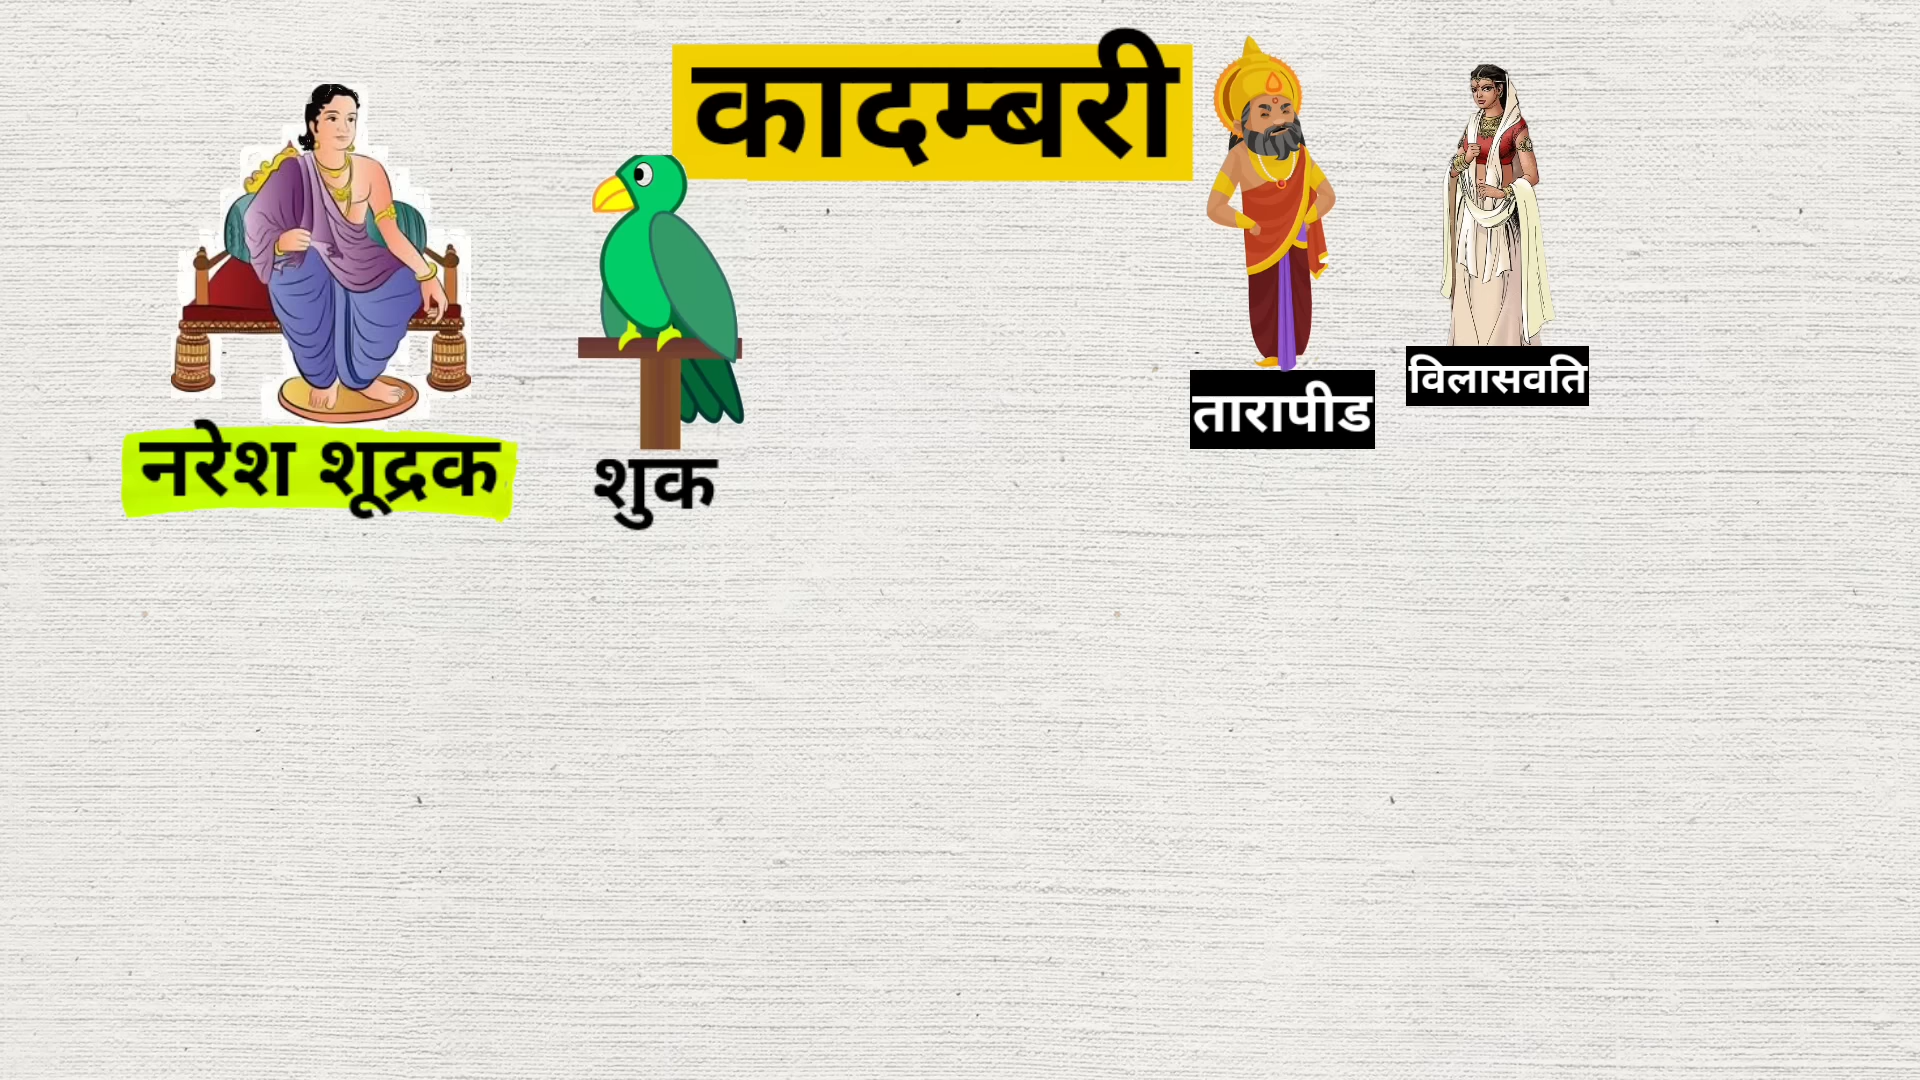 कादम्बरी
नरेश शूद्रक
शुक
तारापीड
विलासवति